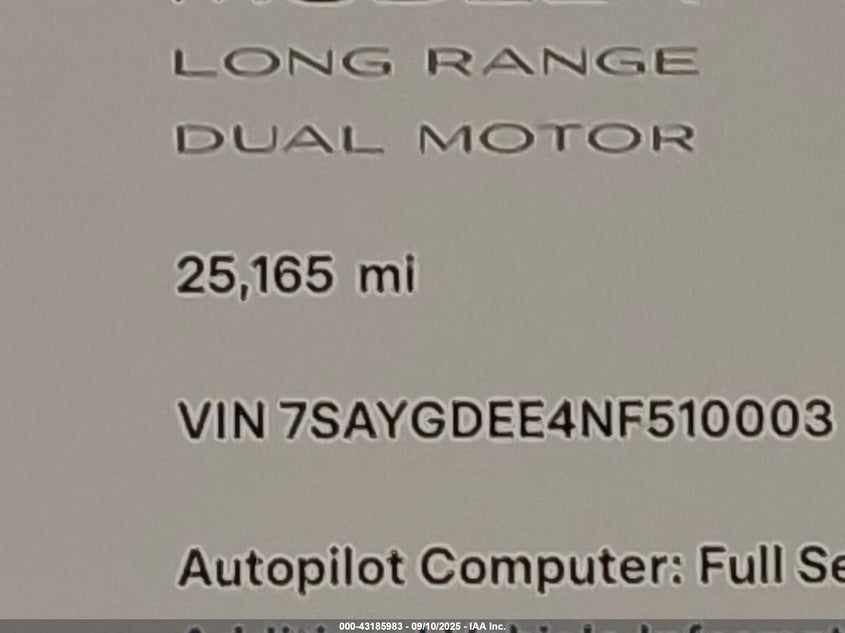 LONG RANGE
DUAL MOTOR
25,165 mi
VIN 7SAYGDEE4NF510003
Autopilot Computer: Full Se
000-43185983 - 09/10/2025 - IAA Inc.